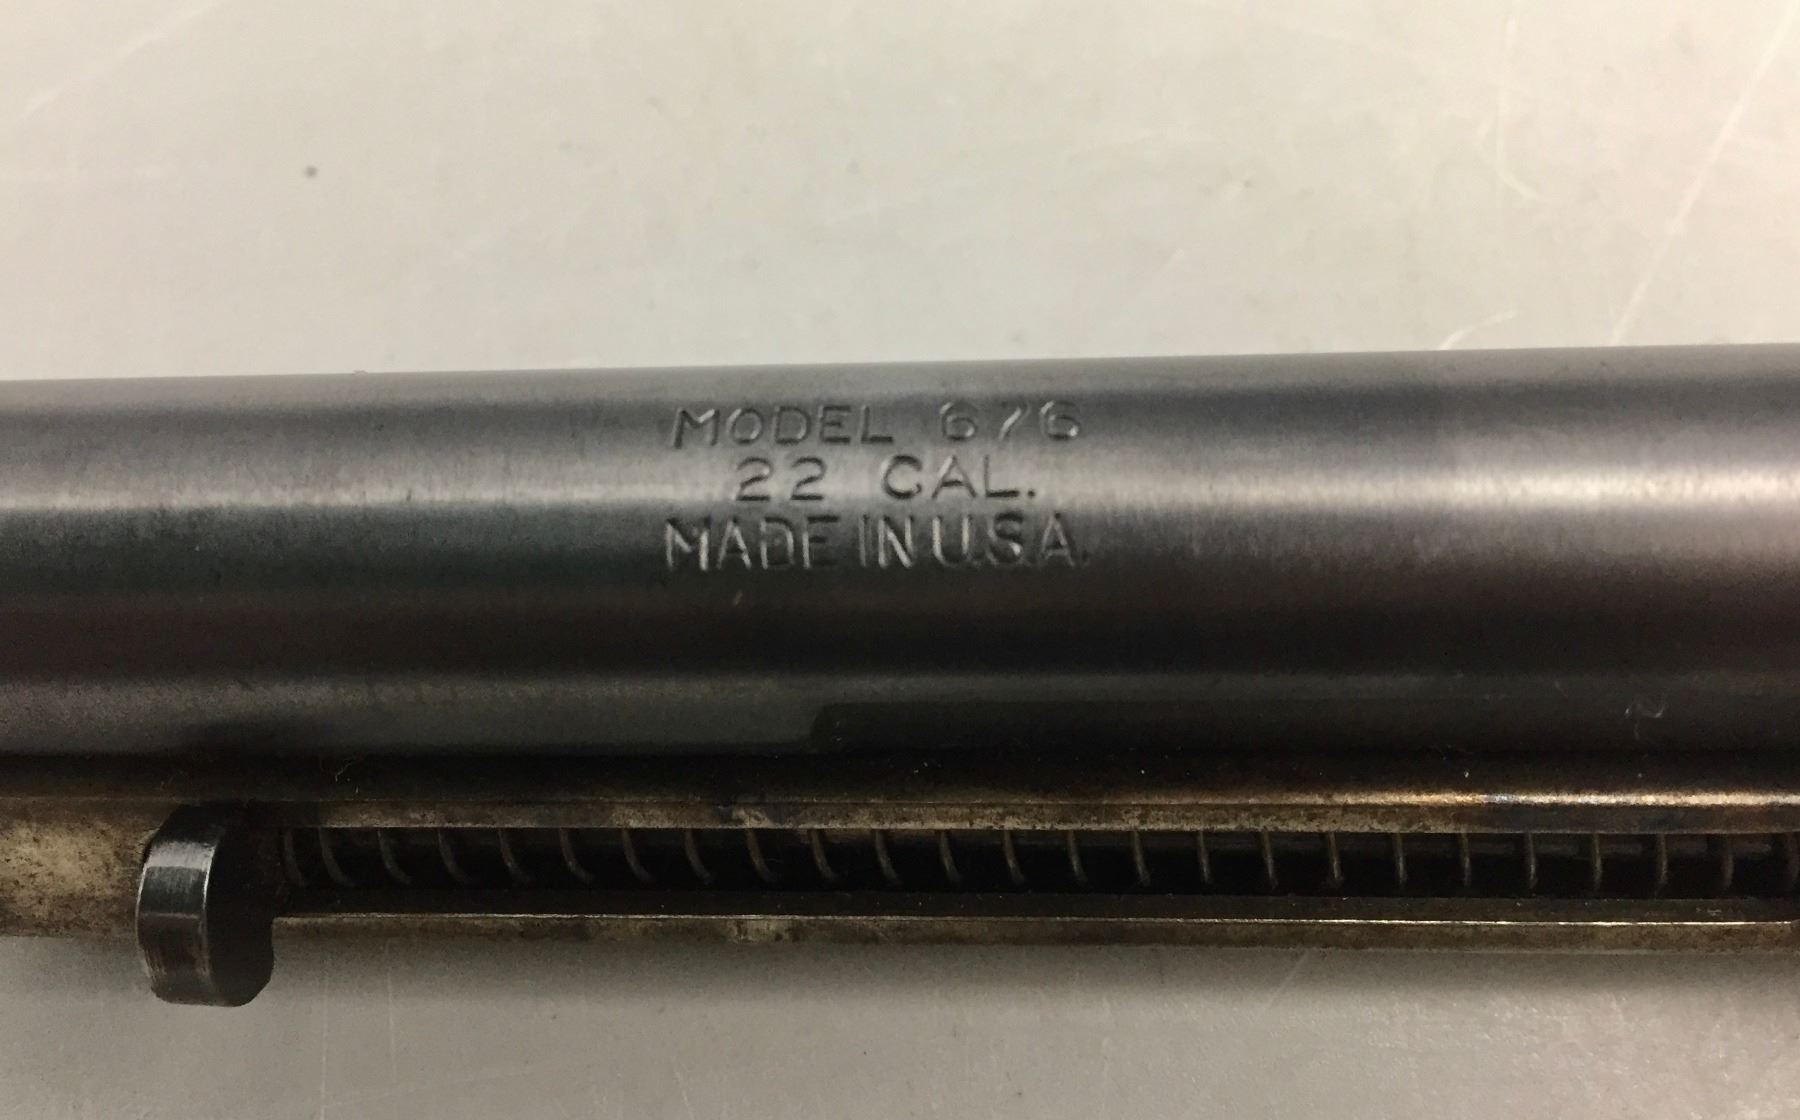 MODEL 676
22 CAL.
MADE IN U.S.A.